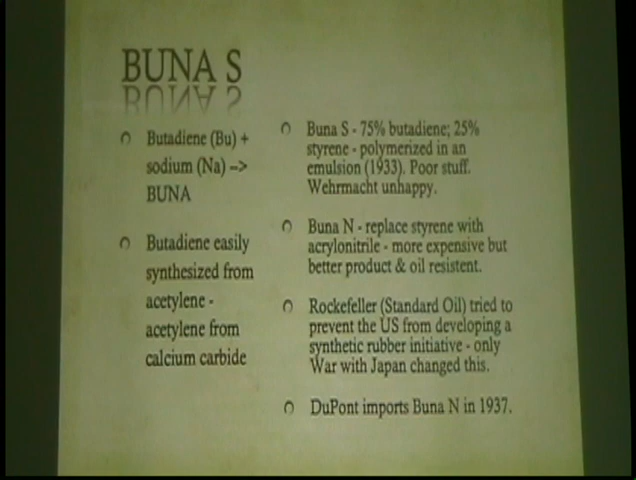 BUNA S
Butadiene (Bu) +
sodium (Na) –>
BUNA
Butadiene easily
synthesized from
acetylene -
acetylene from
calcium carbide
Buna S - 75% butadiene; 25%
styrene - polymerized in an
emulsion (1933). Poor stuff.
Wehrmacht unhappy.
Buna N - replace styrene with
acrylonitrile - more expensive but
better product & oil resistent.
Rockefeller (Standard Oil) tried to
prevent the US from developing a
synthetic rubber initiative - only
War with Japan changed this.
DuPont imports Buna N in 1937.